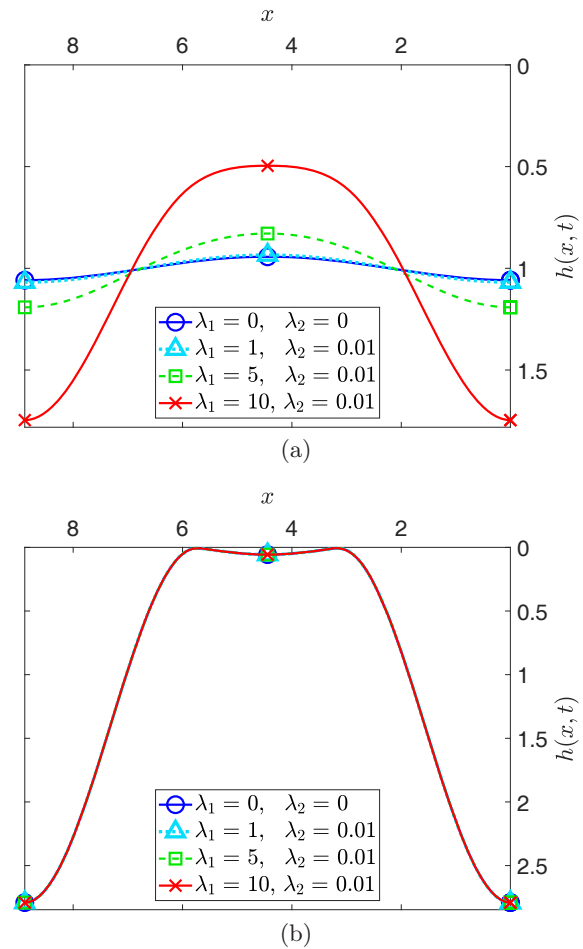 x
8 6 4 2
0
0.5
1
1.5
h(x, t)
λ₁ = 0, λ₂ = 0
λ₁ = 1, λ₂ = 0.01
λ₁ = 5, λ₂ = 0.01
λ₁ = 10, λ₂ = 0.01
(a)
x
8 6 4 2
0
0.5
1
1.5
2
2.5
h(x, t)
λ₁ = 0, λ₂ = 0
λ₁ = 1, λ₂ = 0.01
λ₁ = 5, λ₂ = 0.01
λ₁ = 10, λ₂ = 0.01
(b)